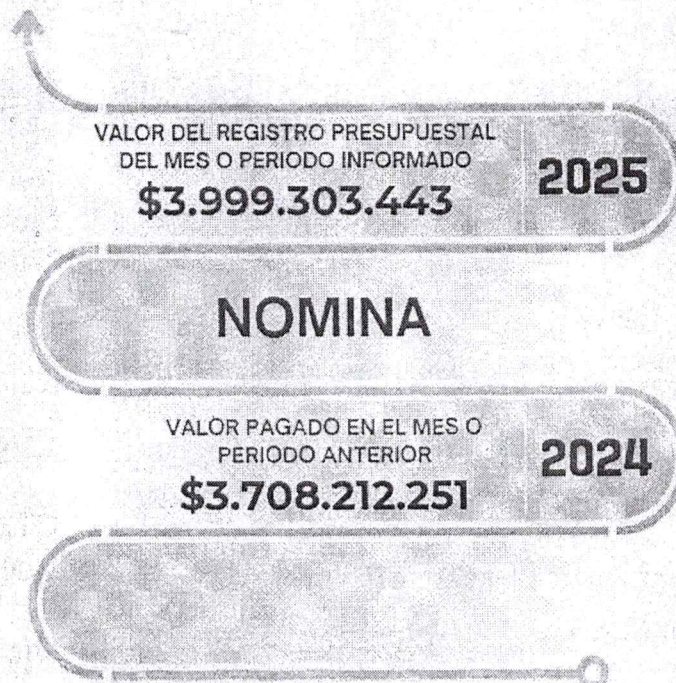 VALOR DEL REGISTRO PRESUPUESTAL
DEL MES O PERIODO INFORMADO
$3.999.303.443
2025
NOMINA
VALOR PAGADO EN EL MES O
PERIODO ANTERIOR
$3.708.212.251
2024